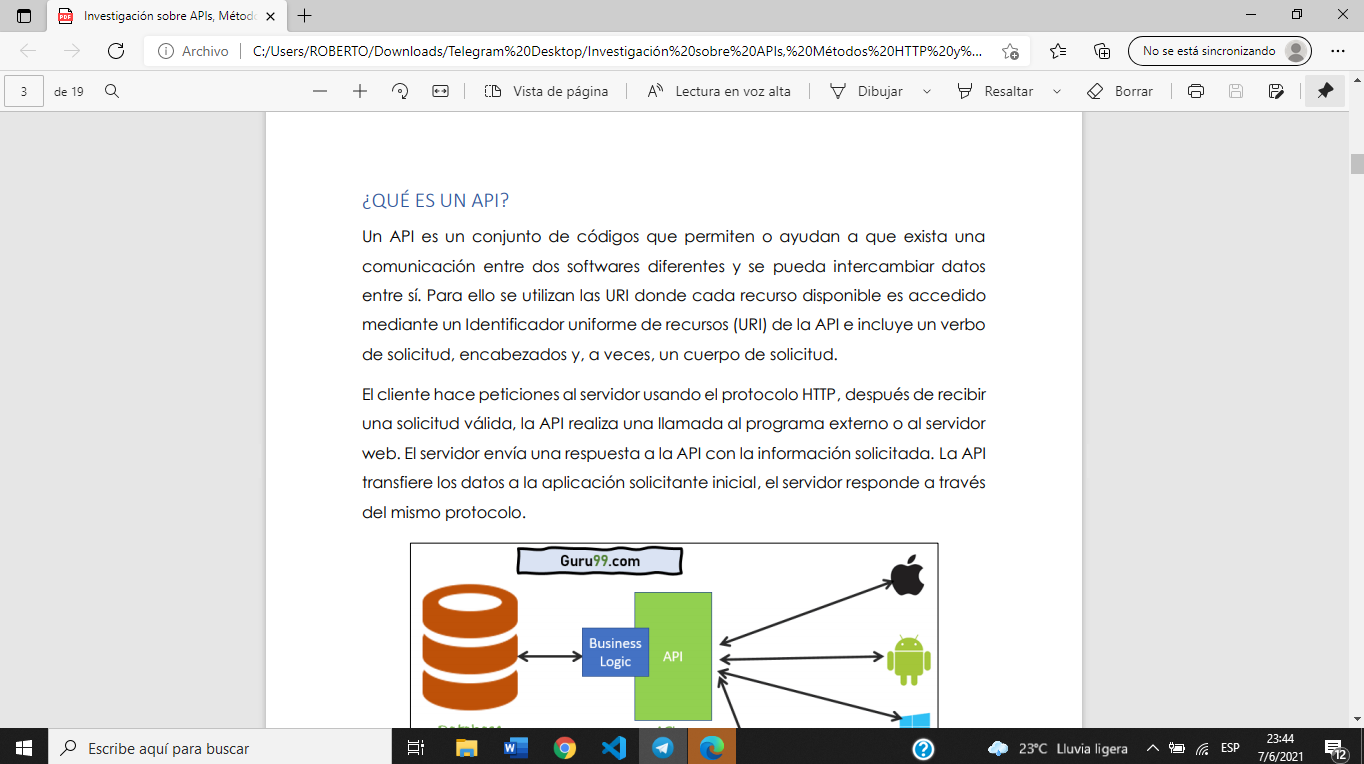 Investigación sobre APIs, Métod
Archivo
C:/Users/ROBERTO/Downloads/Telegram%20Desktop/Investigación%20sobre%20APIs,%20Métodos%20HTTP%20y%...
No se está sincronizando
3 de 19
Vista de página
Lectura en voz alta
Dibujar
Resaltar
Borrar
¿QUÉ ES UN API?
Un API es un conjunto de códigos que permiten o ayudan a que exista una
comunicación entre dos softwares diferentes y se pueda intercambiar datos
entre sí. Para ello se utilizan las URI donde cada recurso disponible es accedido
mediante un Identificador uniforme de recursos (URI) de la API e incluye un verbo
de solicitud, encabezados y, a veces, un cuerpo de solicitud.
El cliente hace peticiones al servidor usando el protocolo HTTP, después de recibir
una solicitud válida, la API realiza una llamada al programa externo o al servidor
web. El servidor envía una respuesta a la API con la información solicitada. La API
transfiere los datos a la aplicación solicitante inicial, el servidor responde a través
del mismo protocolo.
Guru99.com
Business
Logic
API
Escribe aquí para buscar
23°C Lluvia ligera
ESP
23:44
7/6/2021
12